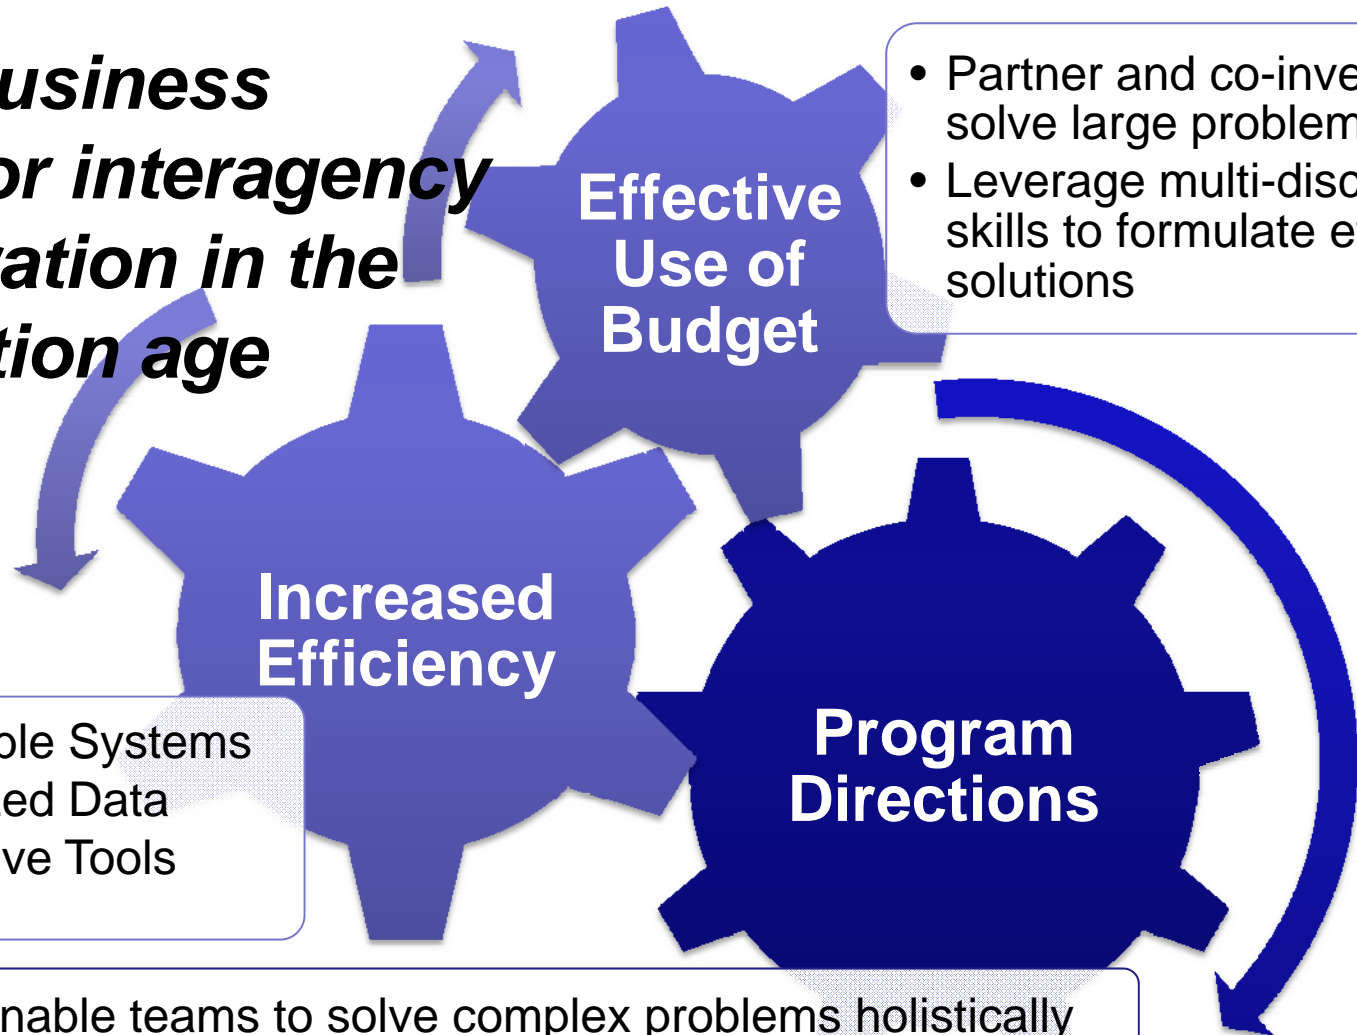 usiness
or interagency
ation in the
tion age
Effective
Use of
Budget
• Partner and co-inve
solve large problem
• Leverage multi-disc
skills to formulate e
solutions
Increased
Efficiency
ble Systems
ed Data
ve Tools
Program
Directions
nable teams to solve complex problems holistically